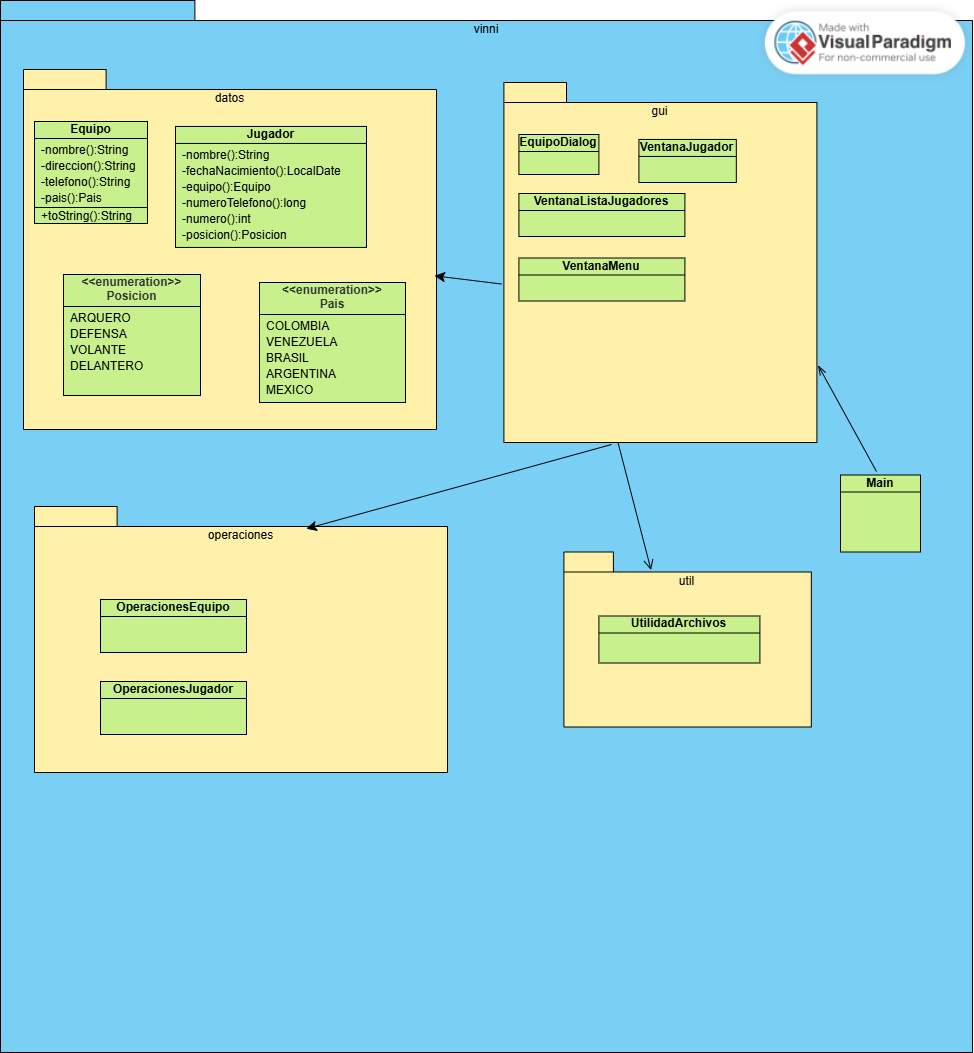 vinni
Made with
Visual Paradigm
For non-commercial use
datos
Equipo
-nombre():String
-direccion():String
-telefono():String
-pais():Pais
+toString():String
Jugador
-nombre():String
-fechaNacimiento():LocalDate
-equipo():Equipo
-numeroTelefono():long
-numero():int
-posicion():Posicion
<<enumeration>>
Posicion
ARQUERO
DEFENSA
VOLANTE
DELANTERO
<<enumeration>>
Pais
COLOMBIA
VENEZUELA
BRASIL
ARGENTINA
MEXICO
gui
EquipoDialog
VentanaJugador
VentanaListaJugadores
VentanaMenu
Main
operaciones
OperacionesEquipo
OperacionesJugador
util
UtilidadArchivos